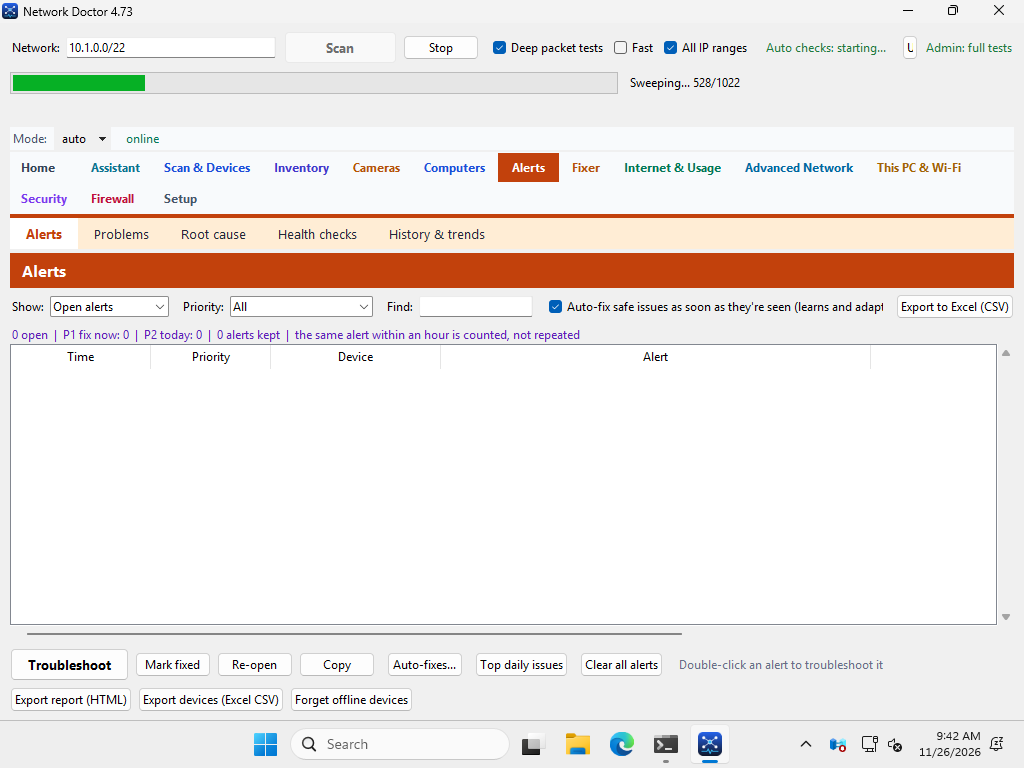 Network Doctor 4.73
Network: 10.1.0.0/22 Scan Stop Deep packet tests Fast All IP ranges Auto checks: starting... Admin: full tests
Sweeping... 528/1022
Mode: auto online
Home Assistant Scan & Devices Inventory Cameras Computers Alerts Fixer Internet & Usage Advanced Network This PC & Wi-Fi
Security Firewall Setup
Alerts Problems Root cause Health checks History & trends
Alerts
Show: Open alerts Priority: All Find: Auto-fix safe issues as soon as they're seen (learns and adapt Export to Excel (CSV)
0 open | P1 fix now: 0 | P2 today: 0 | 0 alerts kept | the same alert within an hour is counted, not repeated
Time Priority Device Alert
Troubleshoot Mark fixed Re-open Copy Auto-fixes... Top daily issues Clear all alerts Double-click an alert to troubleshoot it
Export report (HTML) Export devices (Excel CSV) Forget offline devices
Search
9:42 AM
11/26/2026